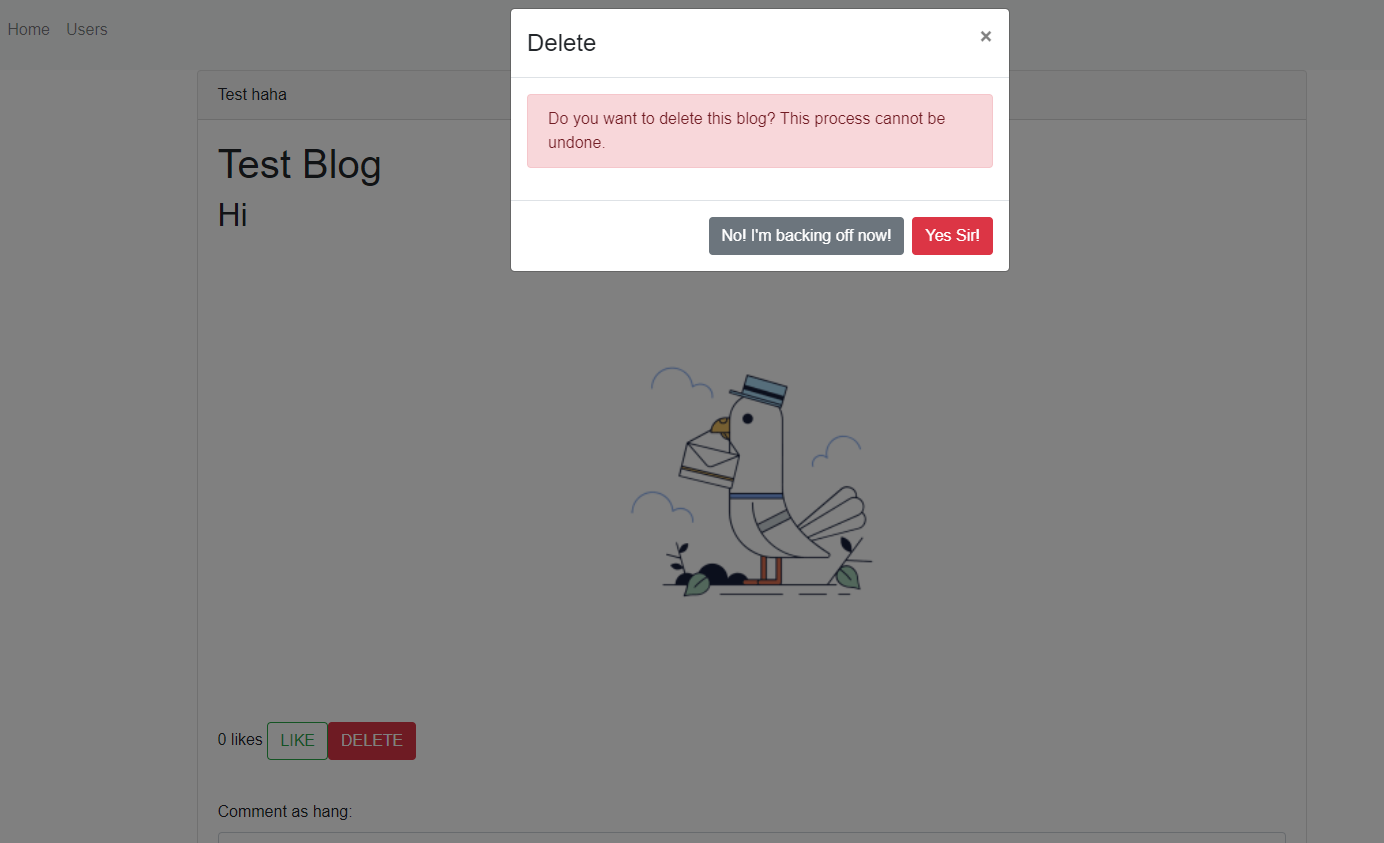 Home Users
Delete
×
Do you want to delete this blog? This process cannot be
undone.
No! I'm backing off now! Yes Sir!
Test haha
Test Blog
Hi
0 likes LIKE DELETE
Comment as hang: